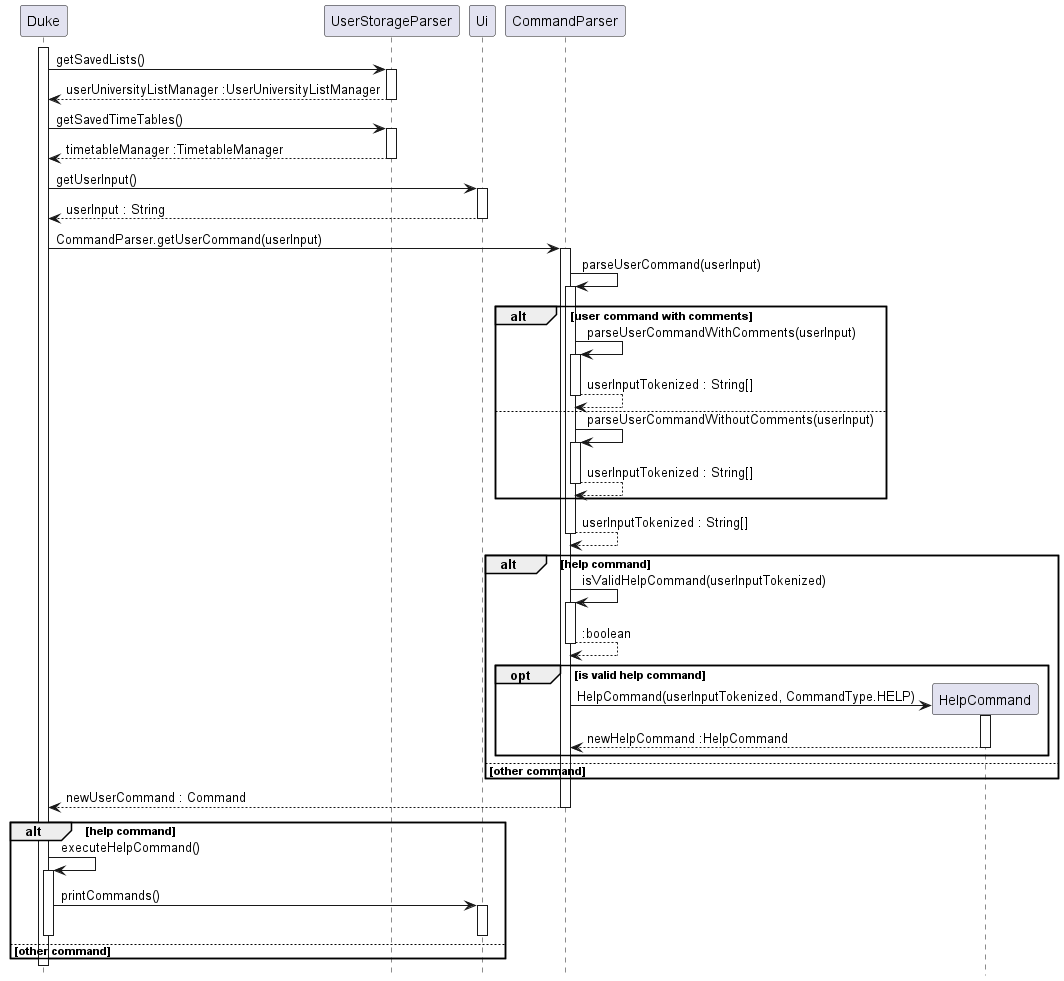 Duke
UserStorageParser
Ui
CommandParser
getSavedLists()
userUniversityListManager :UserUniversityListManager
getSavedTimeTables()
timetableManager :TimetableManager
getUserInput()
userInput : String
CommandParser.getUserCommand(userInput)
parseUserCommand(userInput)
alt
[user command with comments]
parseUserCommandWithComments(userInput)
userInputTokenized : String[]
parseUserCommandWithoutComments(userInput)
userInputTokenized : String[]
userInputTokenized : String[]
alt
[help command]
isValidHelpCommand(userInputTokenized)
:boolean
opt
[is valid help command]
HelpCommand(userInputTokenized, CommandType.HELP)
HelpCommand
newHelpCommand :HelpCommand
[other command]
newUserCommand : Command
alt
[help command]
executeHelpCommand()
printCommands()
[other command]